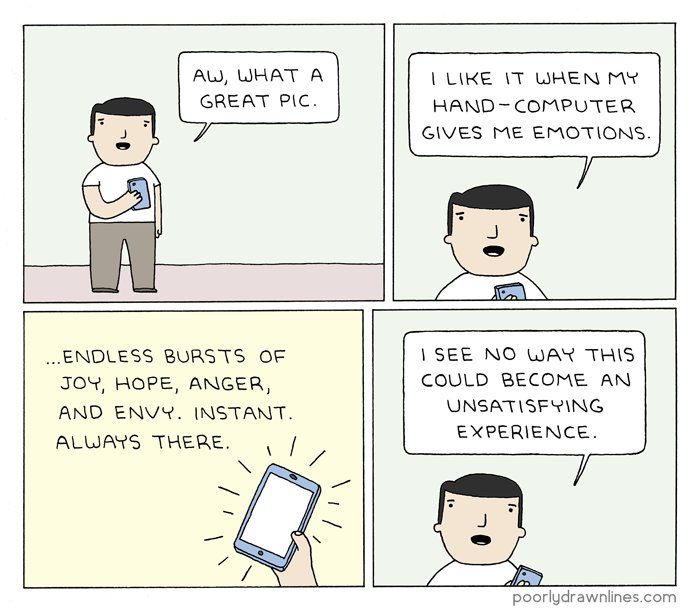 AW, WHAT A
GREAT PIC.
I LIKE IT WHEN MY
HAND-COMPUTER
GIVES ME EMOTIONS.
...ENDLESS BURSTS OF
JOY, HOPE, ANGER,
AND ENVY. INSTANT.
ALWAYS THERE.
I SEE NO WAY THIS
COULD BECOME AN
UNSATISFYING
EXPERIENCE.
poorlydrawnlines.com